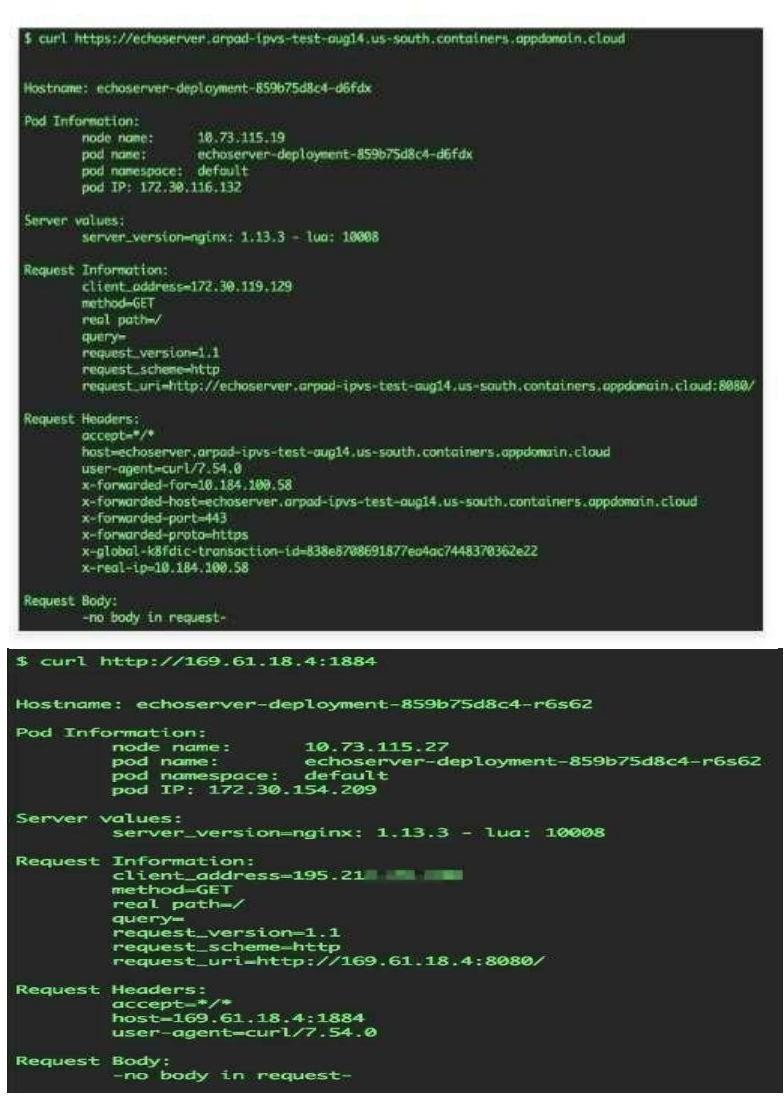 $ curl https://echoserver.arpad-ipvs-test-aug14.us-south.containers.appdomain.cloud
Hostname: echoserver-deployment-859b75d8c4-d6fdx
Pod Information:
node name: 10.73.115.19
pod name: echoserver-deployment-859b75d8c4-d6fdx
pod namespace: default
pod IP: 172.30.116.132
Server values:
server_version=nginx: 1.13.3 - lua: 10008
Request Information:
client_address=172.30.119.129
method=GET
real path=/
query=
request_version=1.1
request_scheme=http
request_uri=http://echoserver.arpad-ipvs-test-aug14.us-south.containers.appdomain.cloud:8080/
Request Headers:
accept=*/*
host=echoserver.arpad-ipvs-test-aug14.us-south.containers.appdomain.cloud
user-agent=curl/7.54.0
x-forwarded-for=10.184.100.58
x-forwarded-host=echoserver.arpad-ipvs-test-aug14.us-south.containers.appdomain.cloud
x-forwarded-port=443
x-forwarded-proto=https
x-global-k8fdic-transaction-id=838e8708691877ea4ac7448370362e22
x-real-ip=10.184.100.58
Request Body:
-no body in request-
$ curl http://169.61.18.4:1884
Hostname: echoserver-deployment-859b75d8c4-r6s62
Pod Information:
node name: 10.73.115.27
pod name: echoserver-deployment-859b75d8c4-r6s62
pod namespace: default
pod IP: 172.30.154.209
Server values:
server_version=nginx: 1.13.3 - lua: 10008
Request Information:
client_address=195.21
method=GET
real path=/
query=
request_version=1.1
request_scheme=http
request_uri=http://169.61.18.4:8080/
Request Headers:
accept=*/*
host=169.61.18.4:1884
user-agent=curl/7.54.0
Request Body:
-no body in request-